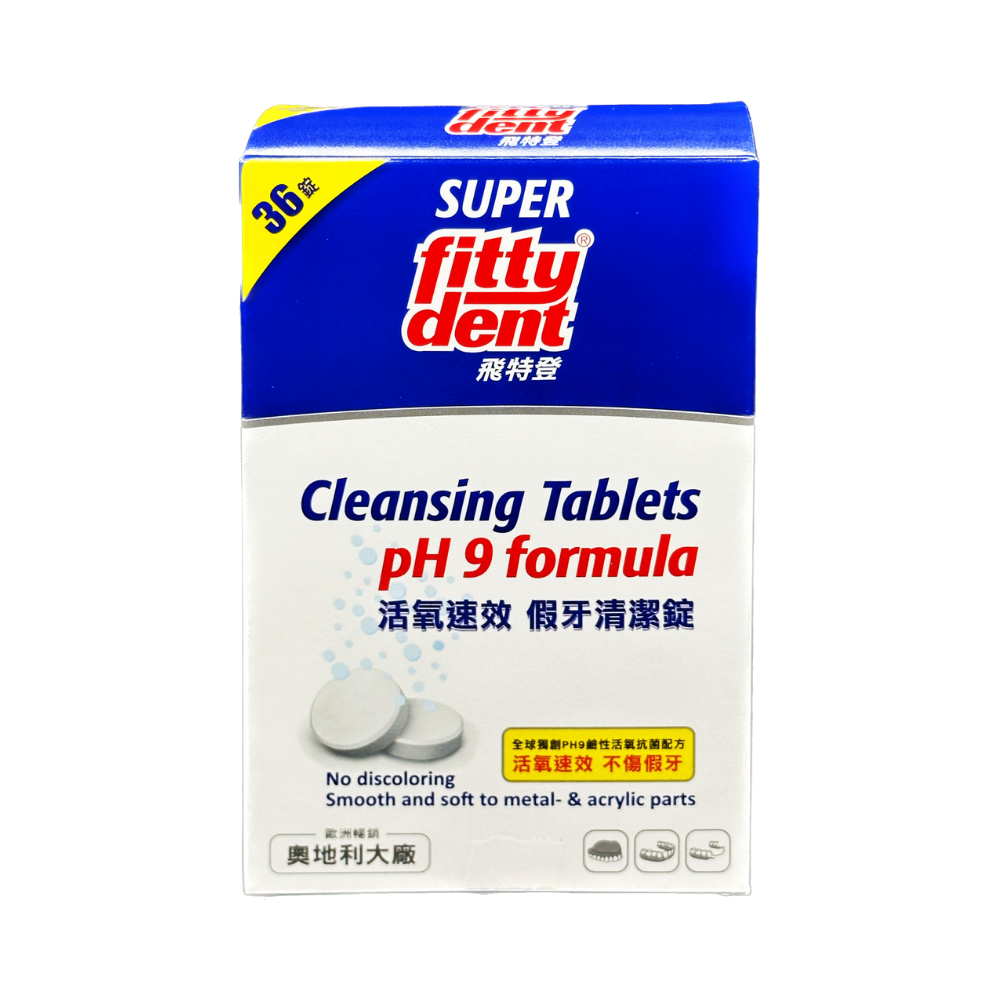 fitty
dent
飛特登
36錠
SUPER
fitty®
dent
飛特登
Cleansing Tablets
pH 9 formula
活氧速效 假牙清潔錠
全球獨創PH9鹼性活氧抗菌配方
活氧速效 不傷假牙
No discoloring
Smooth and soft to metal- & acrylic parts
歐洲暢銷
奧地利大廠